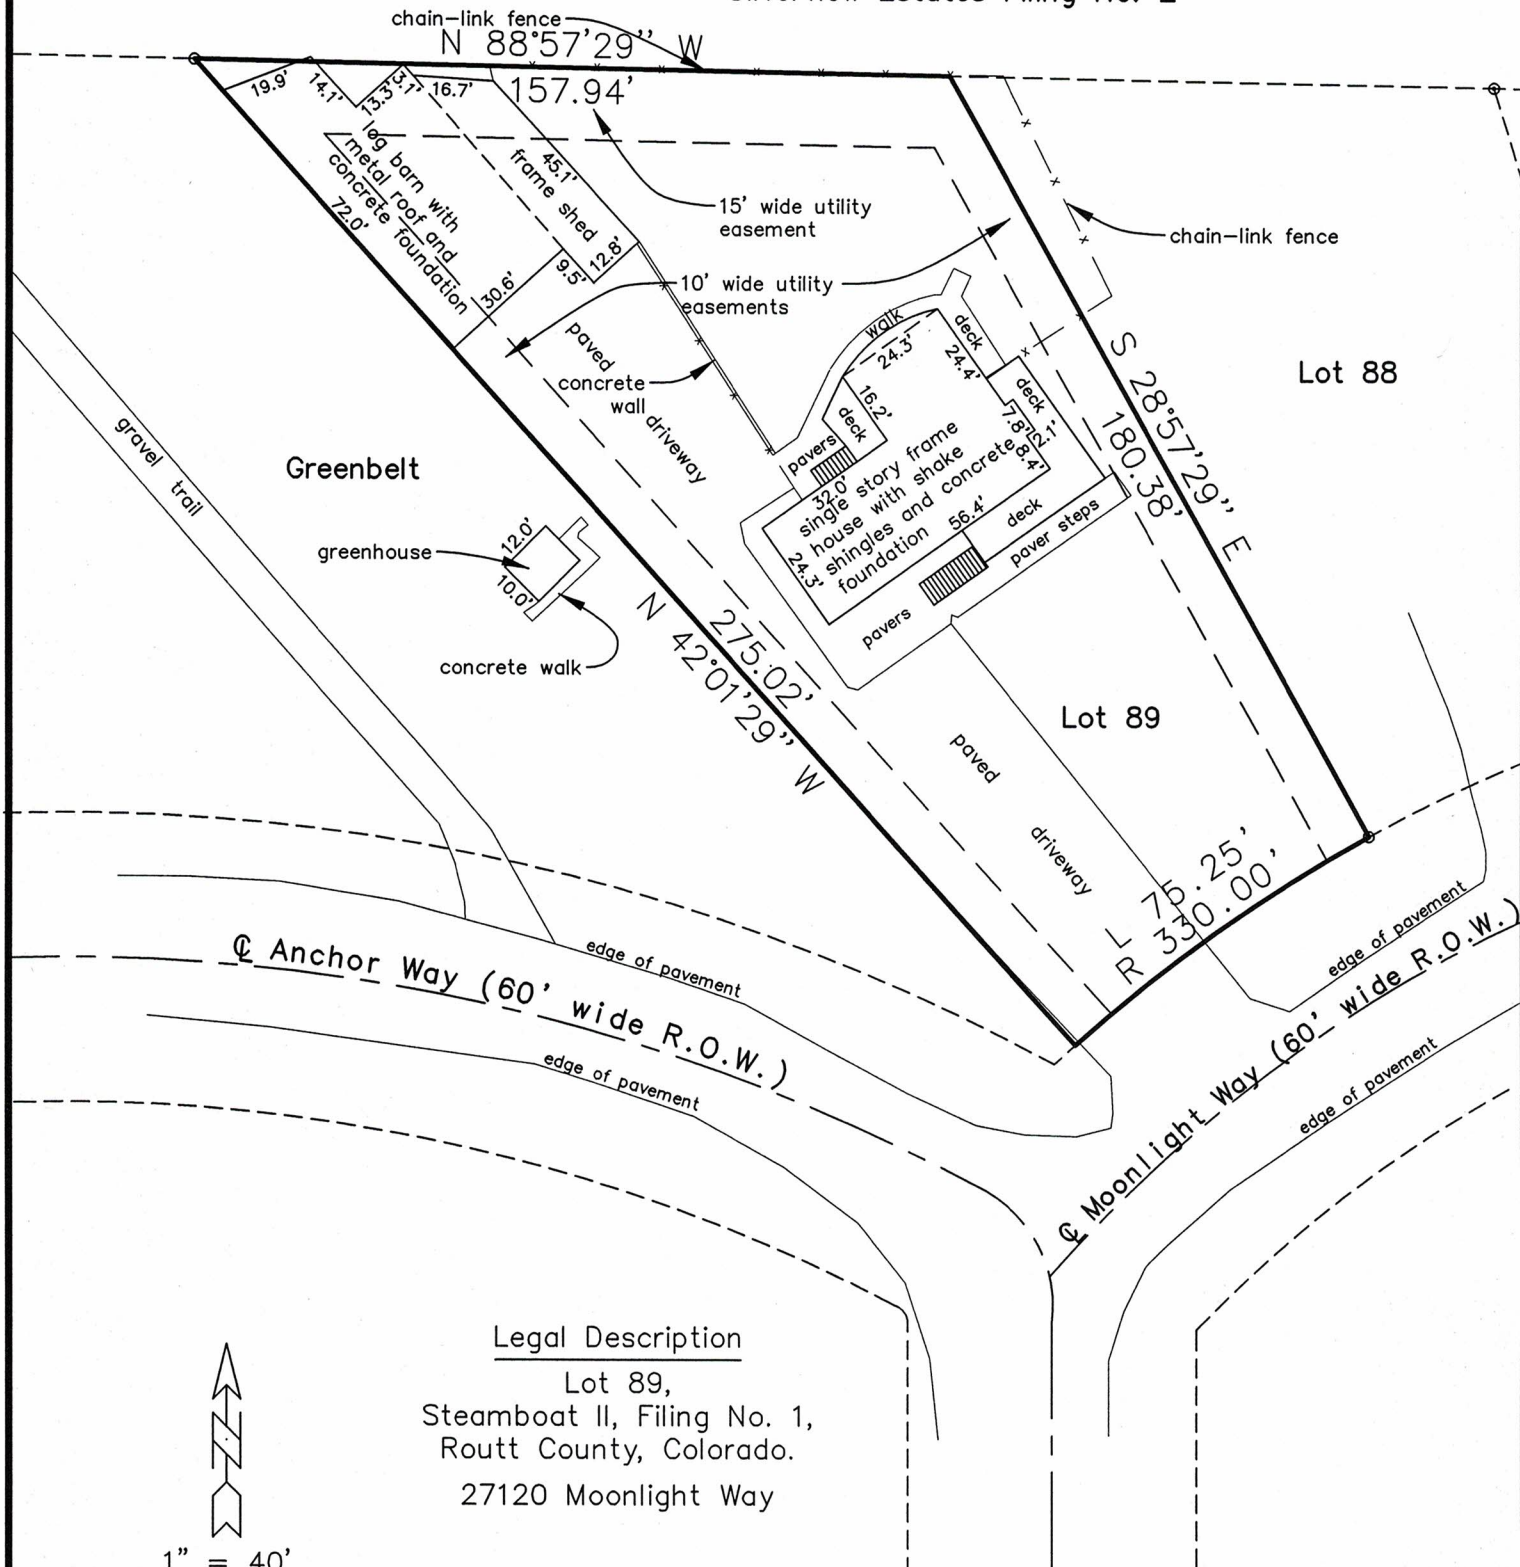 chain-link fence
N 88°57'29" W
157.94'
19.9'
14.1'
13.3'
3.1'
16.7'
log barn with
metal roof and
concrete foundation
72.0'
frame shed
45.1'
12.8'
9.5'
30.6'
15' wide utility
easement
chain-link fence
10' wide utility
easements
paved
driveway
concrete
wall
walk
24.3'
deck
24.4'
16.2'
deck
deck
7.8'
12.1'
8.4'
pavers
32.0'
single story frame
house with shake
shingles and concrete
foundation
56.4'
24.3'
deck
paver steps
pavers
S 28°57'29" E
180.38'
Lot 88
gravel trail
Greenbelt
greenhouse
12.0'
10.0'
concrete walk
275.02'
N 42°01'29" W
Lot 89
paved
driveway
L 75.25'
R 330.00'
edge of pavement
℄ Anchor Way (60' wide R.O.W.)
edge of pavement
edge of pavement
℄ Moonlight Way (60' wide R.O.W.)
edge of pavement
Legal Description
Lot 89,
Steamboat II, Filing No. 1,
Routt County, Colorado.
27120 Moonlight Way
N
1" = 40'